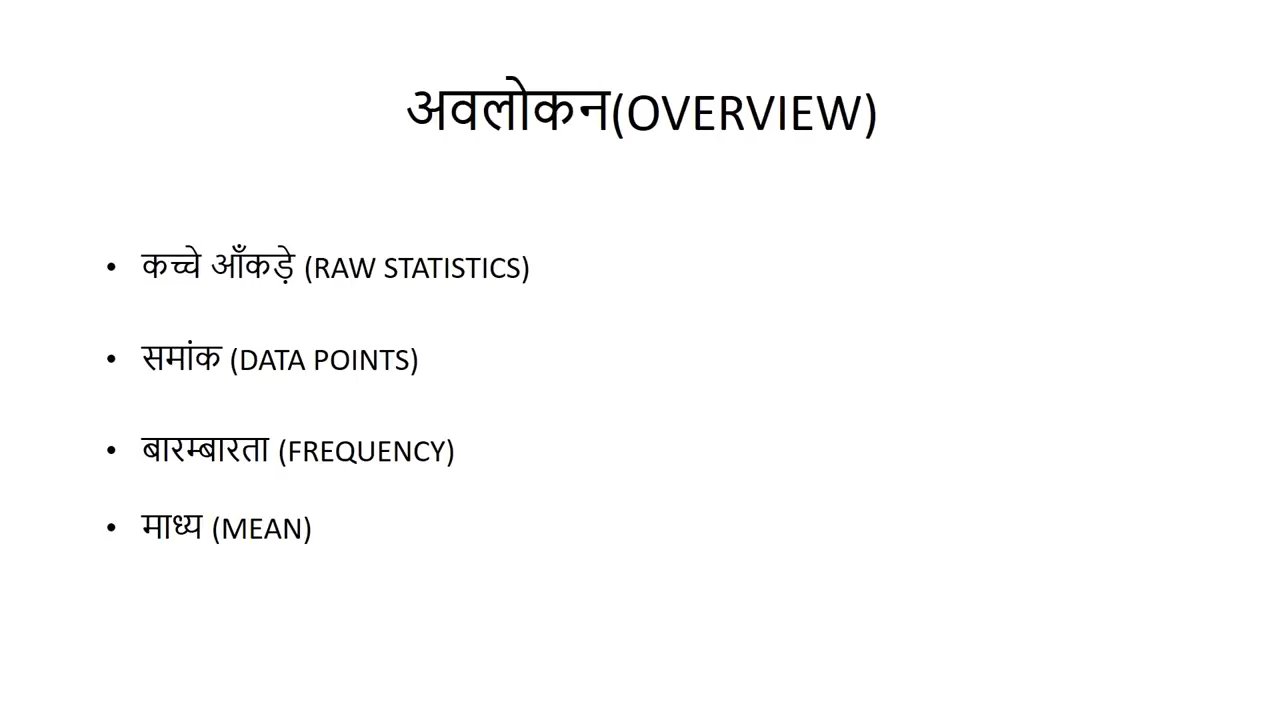 अवलोकन(OVERVIEW)
• कच्चे आँकड़े (RAW STATISTICS)
• समांक (DATA POINTS)
• बारम्बारता (FREQUENCY)
• माध्य (MEAN)